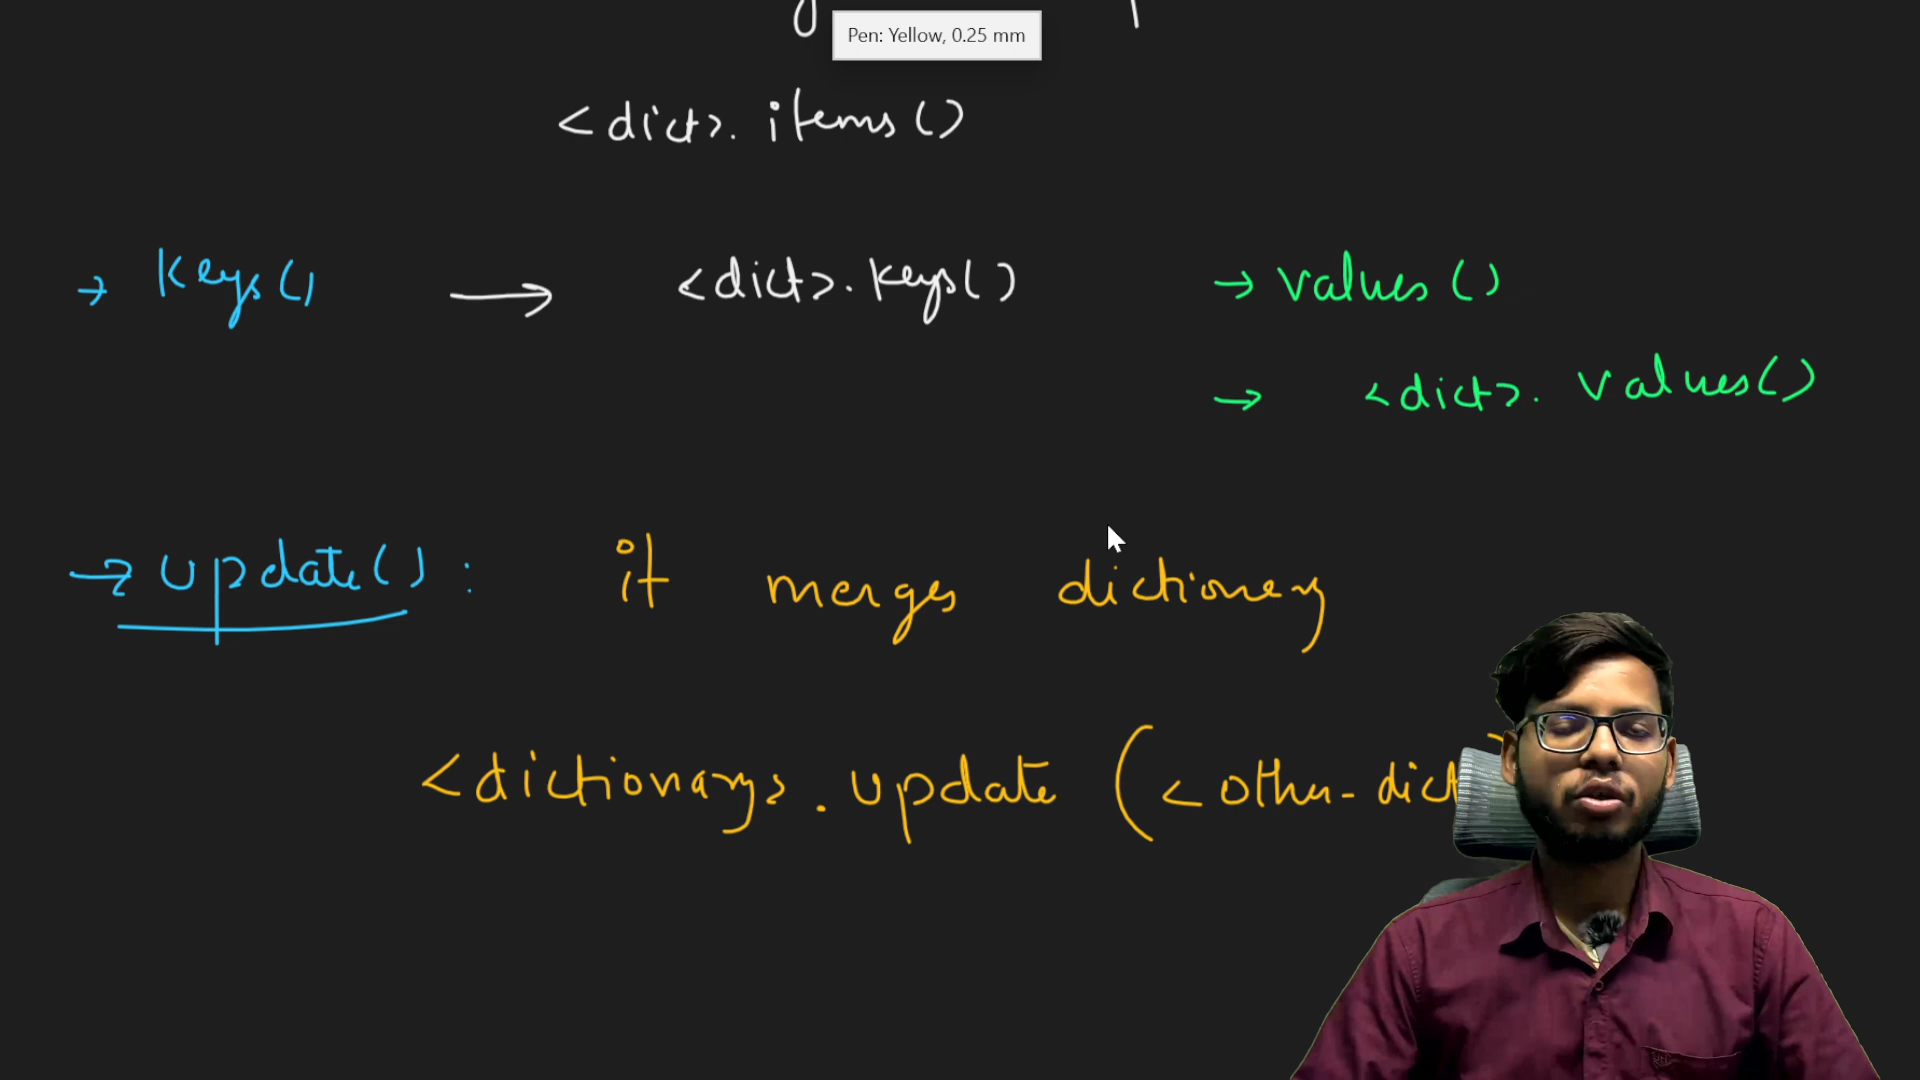 Pen: Yellow, 0.25 mm
<dict>. items()
→ keys() → <dict>. keys() → values()
→ <dict>. values()
→ update() : it merges dictionary
<dictionary>. update (<other-dict